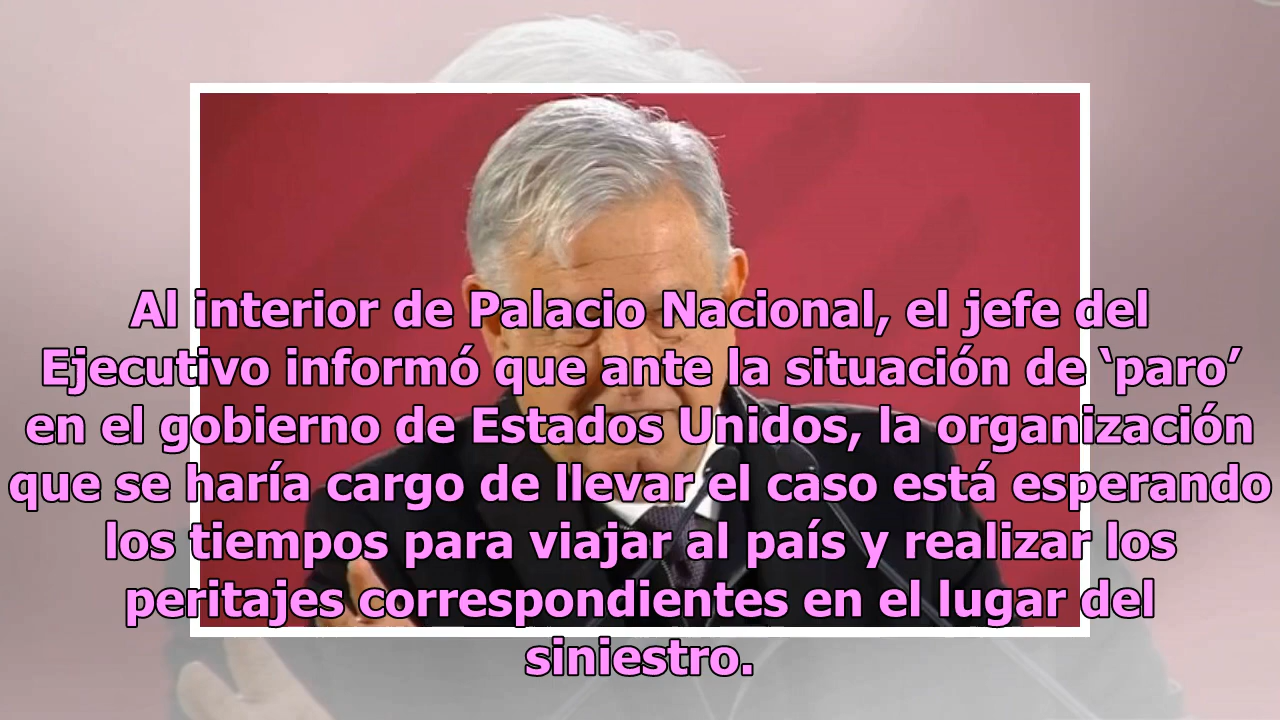 Al interior de Palacio Nacional, el jefe del
Ejecutivo informó que ante la situación de ‘paro’
en el gobierno de Estados Unidos, la organización
que se haría cargo de llevar el caso está esperando
los tiempos para viajar al país y realizar los
peritajes correspondientes en el lugar del
siniestro.